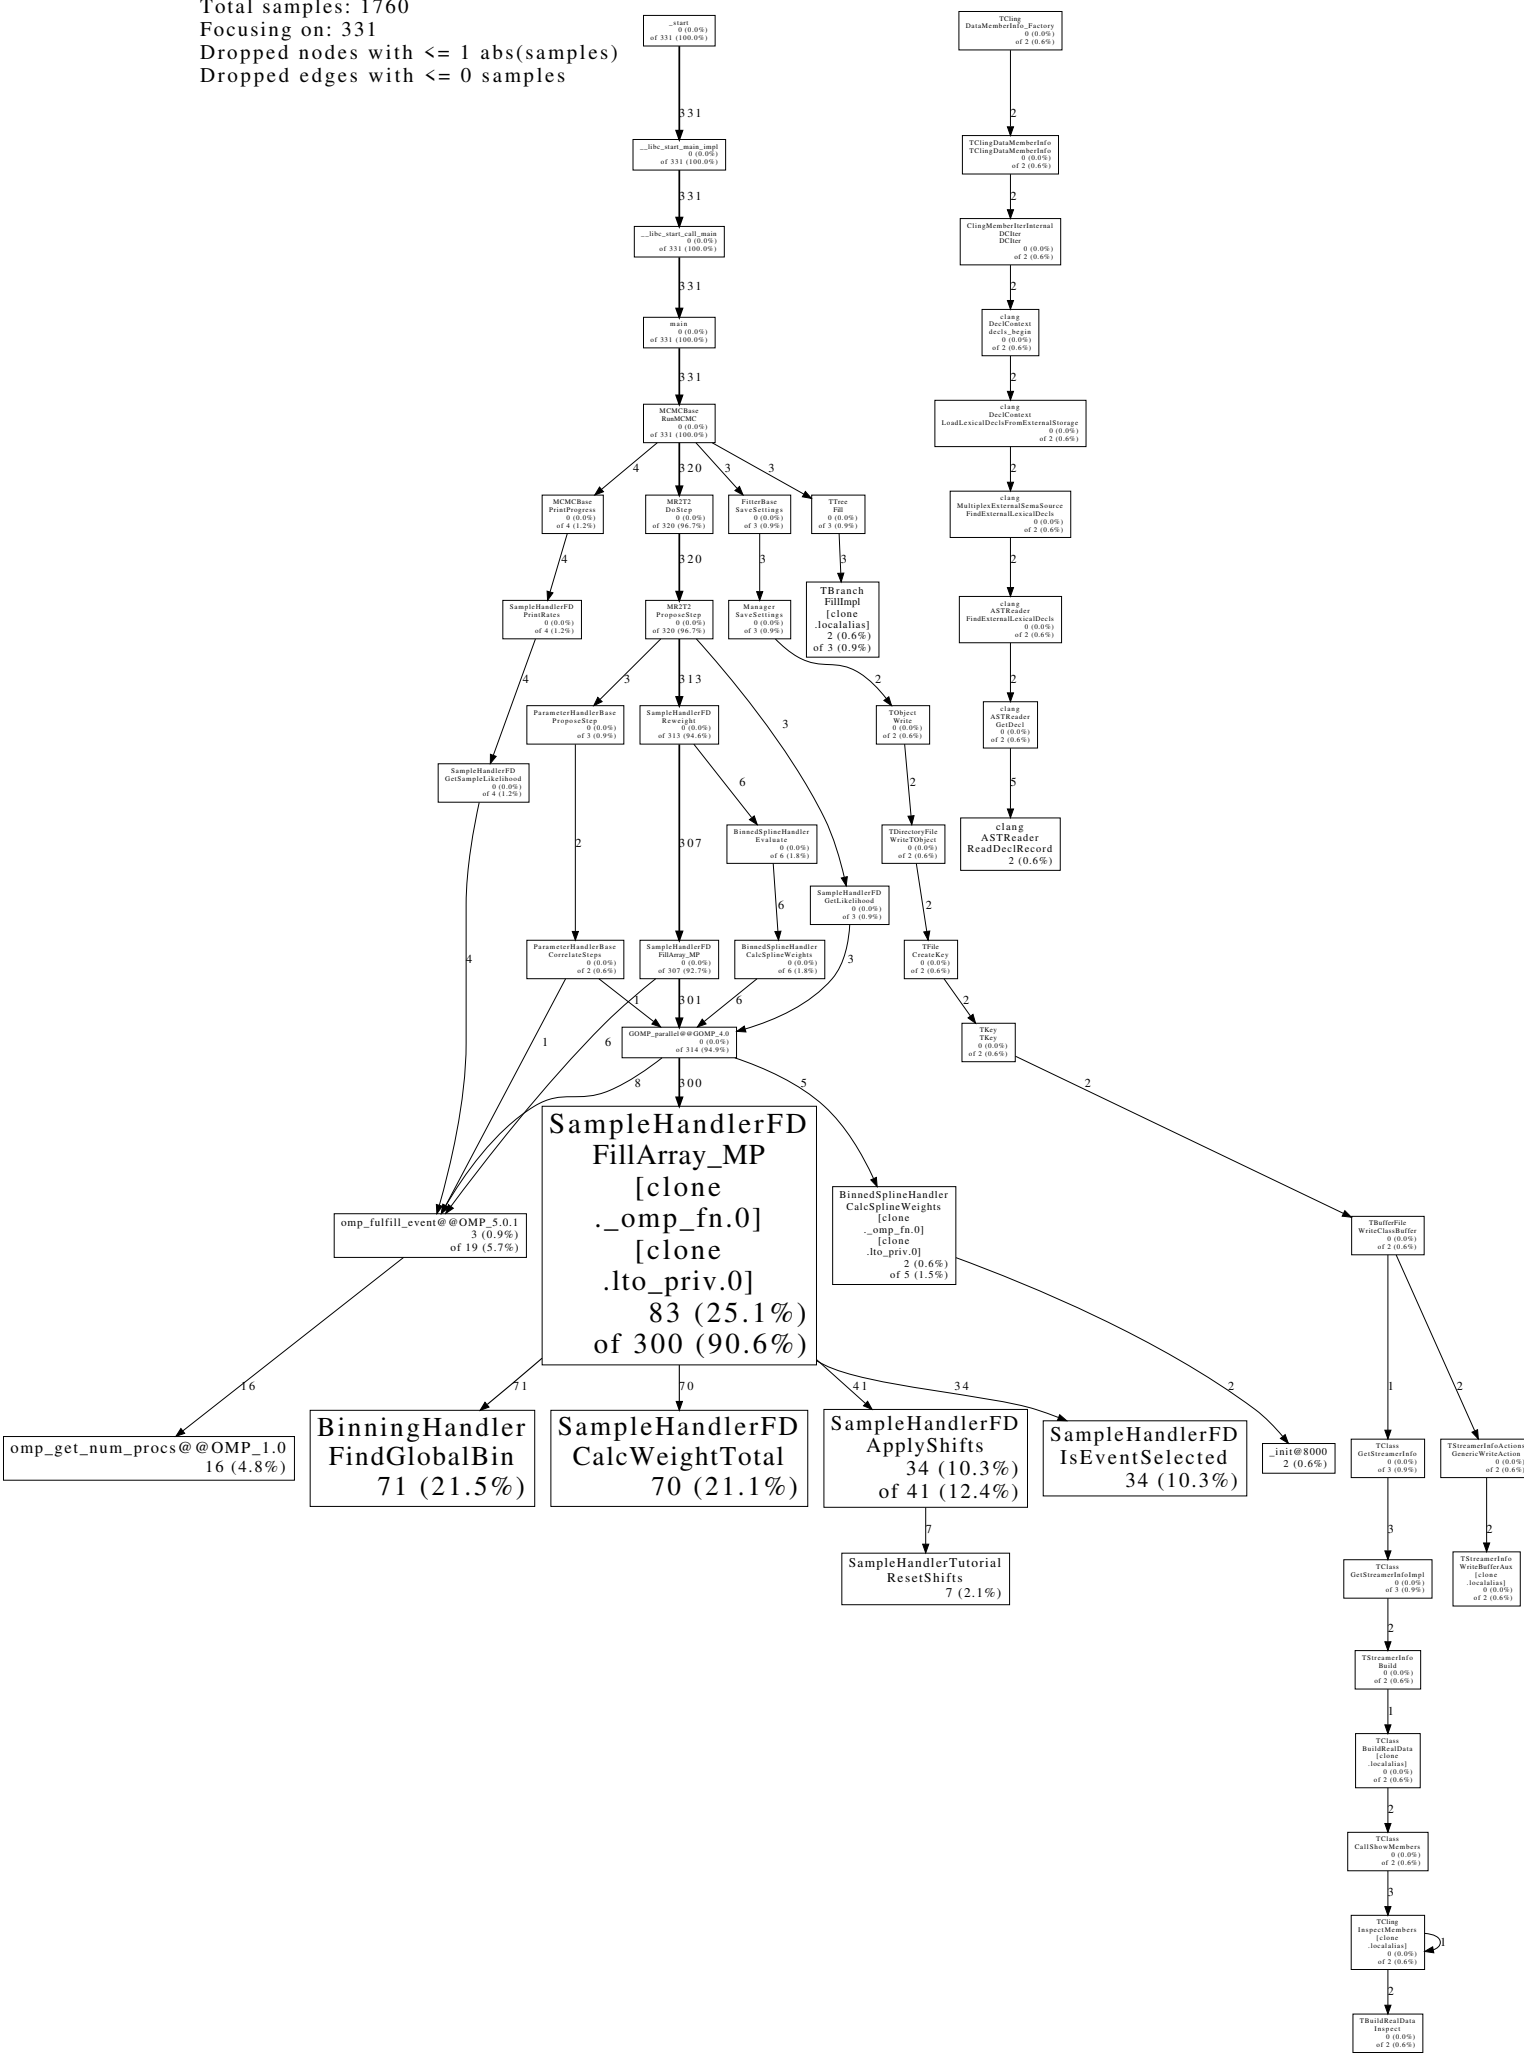 Total samples: 1760
Focusing on: 331
Dropped nodes with <= 1 abs(samples)
Dropped edges with <= 0 samples
_start
0 (0.0%)
of 331 (100.0%)
TCling
DataMemberInfo_Factory
0 (0.0%)
of 2 (0.6%)
331
2
__libc_start_main_impl
0 (0.0%)
of 331 (100.0%)
TClingDataMemberInfo
TClingDataMemberInfo
0 (0.0%)
of 2 (0.6%)
331
2
__libc_start_call_main
0 (0.0%)
of 331 (100.0%)
ClingMemberIterInternal
DCIter
DCIter
0 (0.0%)
of 2 (0.6%)
331
2
main
0 (0.0%)
of 331 (100.0%)
clang
DeclContext
decls_begin
0 (0.0%)
of 2 (0.6%)
331
2
MCMCBase
RunMCMC
0 (0.0%)
of 331 (100.0%)
clang
DeclContext
LoadLexicalDeclsFromExternalStorage
0 (0.0%)
of 2 (0.6%)
4
320
3
3
2
MCMCBase
PrintProgress
0 (0.0%)
of 4 (1.2%)
MR2T2
DoStep
0 (0.0%)
of 320 (96.7%)
FitterBase
SaveSettings
0 (0.0%)
of 3 (0.9%)
TTree
Fill
0 (0.0%)
of 3 (0.9%)
clang
MultiplexExternalSemaSource
FindExternalLexicalDecls
0 (0.0%)
of 2 (0.6%)
4
320
3
3
2
SampleHandlerFD
PrintRates
0 (0.0%)
of 4 (1.2%)
MR2T2
ProposeStep
0 (0.0%)
of 320 (96.7%)
Manager
SaveSettings
0 (0.0%)
of 3 (0.9%)
TBranch
FillImpl
[clone
.localalias]
2 (0.6%)
of 3 (0.9%)
clang
ASTReader
FindExternalLexicalDecls
0 (0.0%)
of 2 (0.6%)
4
3
313
3
2
2
ParameterHandlerBase
ProposeStep
0 (0.0%)
of 3 (0.9%)
SampleHandlerFD
Reweight
0 (0.0%)
of 313 (94.6%)
TObject
Write
0 (0.0%)
of 2 (0.6%)
clang
ASTReader
GetDecl
0 (0.0%)
of 2 (0.6%)
SampleHandlerFD
GetSampleLikelihood
0 (0.0%)
of 4 (1.2%)
6
2
5
2
307
BinnedSplineHandler
Evaluate
0 (0.0%)
of 6 (1.8%)
TDirectoryFile
WriteTObject
0 (0.0%)
of 2 (0.6%)
clang
ASTReader
ReadDeclRecord
2 (0.6%)
6
SampleHandlerFD
GetLikelihood
0 (0.0%)
of 3 (0.9%)
2
4
ParameterHandlerBase
CorrelateSteps
0 (0.0%)
of 2 (0.6%)
SampleHandlerFD
FillArray_MP
0 (0.0%)
of 307 (92.7%)
BinnedSplineHandler
CalcSplineWeights
0 (0.0%)
of 6 (1.8%)
3
TFile
CreateKey
0 (0.0%)
of 2 (0.6%)
1
301
6
2
1
6
GOMP_parallel@@GOMP_4.0
0 (0.0%)
of 314 (94.9%)
TKey
TKey
0 (0.0%)
of 2 (0.6%)
8
300
5
2
SampleHandlerFD
FillArray_MP
[clone
._omp_fn.0]
[clone
.lto_priv.0]
83 (25.1%)
of 300 (90.6%)
BinnedSplineHandler
CalcSplineWeights
[clone
._omp_fn.0]
[clone
.lto_priv.0]
2 (0.6%)
of 5 (1.5%)
omp_fulfill_event@@OMP_5.0.1
3 (0.9%)
of 19 (5.7%)
TBufferFile
WriteClassBuffer
0 (0.0%)
of 2 (0.6%)
16
71
70
41
34
2
1
2
omp_get_num_procs@@OMP_1.0
16 (4.8%)
BinningHandler
FindGlobalBin
71 (21.5%)
SampleHandlerFD
CalcWeightTotal
70 (21.1%)
SampleHandlerFD
ApplyShifts
34 (10.3%)
of 41 (12.4%)
SampleHandlerFD
IsEventSelected
34 (10.3%)
_init@8000
2 (0.6%)
TClass
GetStreamerInfo
0 (0.0%)
of 3 (0.9%)
TStreamerInfoActions
GenericWriteAction
0 (0.0%)
of 2 (0.6%)
7
3
2
SampleHandlerTutorial
ResetShifts
7 (2.1%)
TClass
GetStreamerInfoImpl
0 (0.0%)
of 3 (0.9%)
TStreamerInfo
WriteBufferAux
[clone
.localalias]
0 (0.0%)
of 2 (0.6%)
2
TStreamerInfo
Build
0 (0.0%)
of 2 (0.6%)
1
TClass
BuildRealData
[clone
.localalias]
0 (0.0%)
of 2 (0.6%)
2
TClass
CallShowMembers
0 (0.0%)
of 2 (0.6%)
3
TCling
InspectMembers
[clone
.localalias]
0 (0.0%)
of 2 (0.6%)
1
2
TBuildRealData
Inspect
0 (0.0%)
of 2 (0.6%)